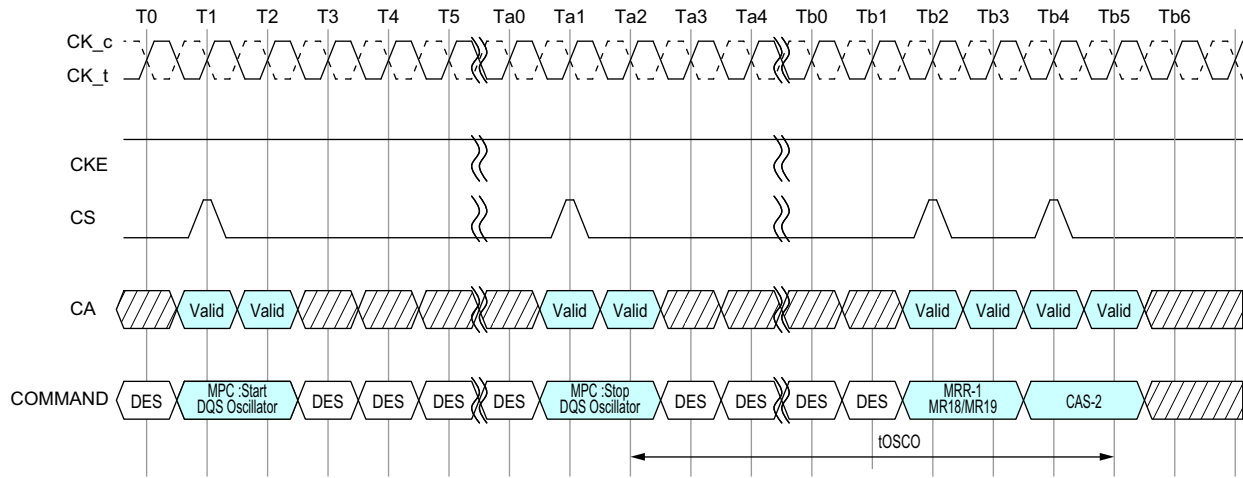 T0 T1 T2 T3 T4 T5 Ta0 Ta1 Ta2 Ta3 Ta4 Tb0 Tb1 Tb2 Tb3 Tb4 Tb5 Tb6
CK_c
CK_t
CKE
CS
CA Valid Valid Valid Valid Valid Valid Valid Valid
COMMAND DES MPC :Start DES DES DES DES MPC :Stop DES DES DES DES MRR-1 CAS-2
DQS Oscillator DQS Oscillator MR18/MR19
tOSCO